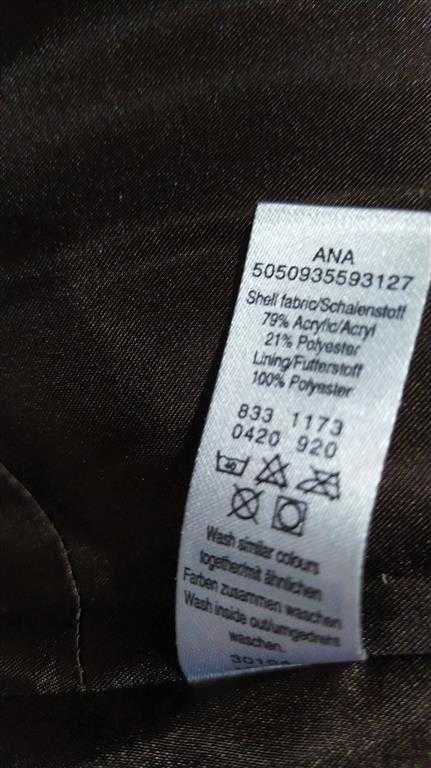 ANA
5050935593127
Shell fabric/Schalenstoff
79% Acrylic/Acryl
21% Polyester
Lining/Futterstoff
100% Polyester
833 1173
0420 920
Wash similar colours
together/mit ähnlichen
Farben zusammen waschen
Wash inside out/umgedreht
waschen.